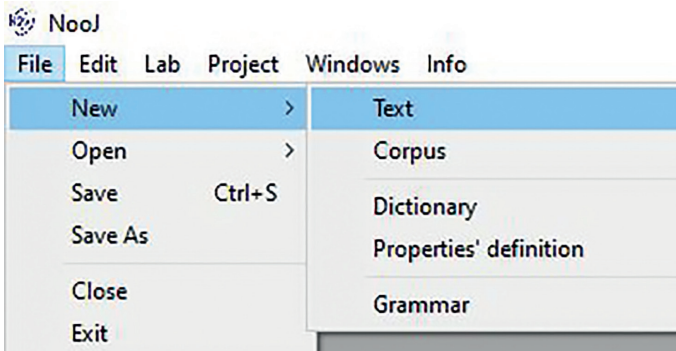 NooJ
File Edit Lab Project Windows Info
New > Text
Open > Corpus
Save Ctrl+S
Dictionary
Save As
Properties' definition
Close
Grammar
Exit